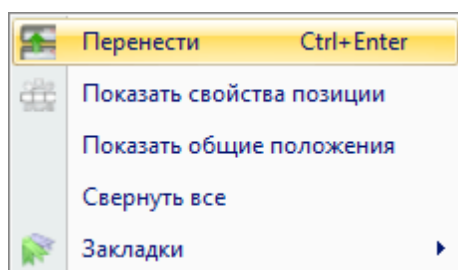 Перенести Ctrl+Enter
Показать свойства позиции
Показать общие положения
Свернуть все
Закладки